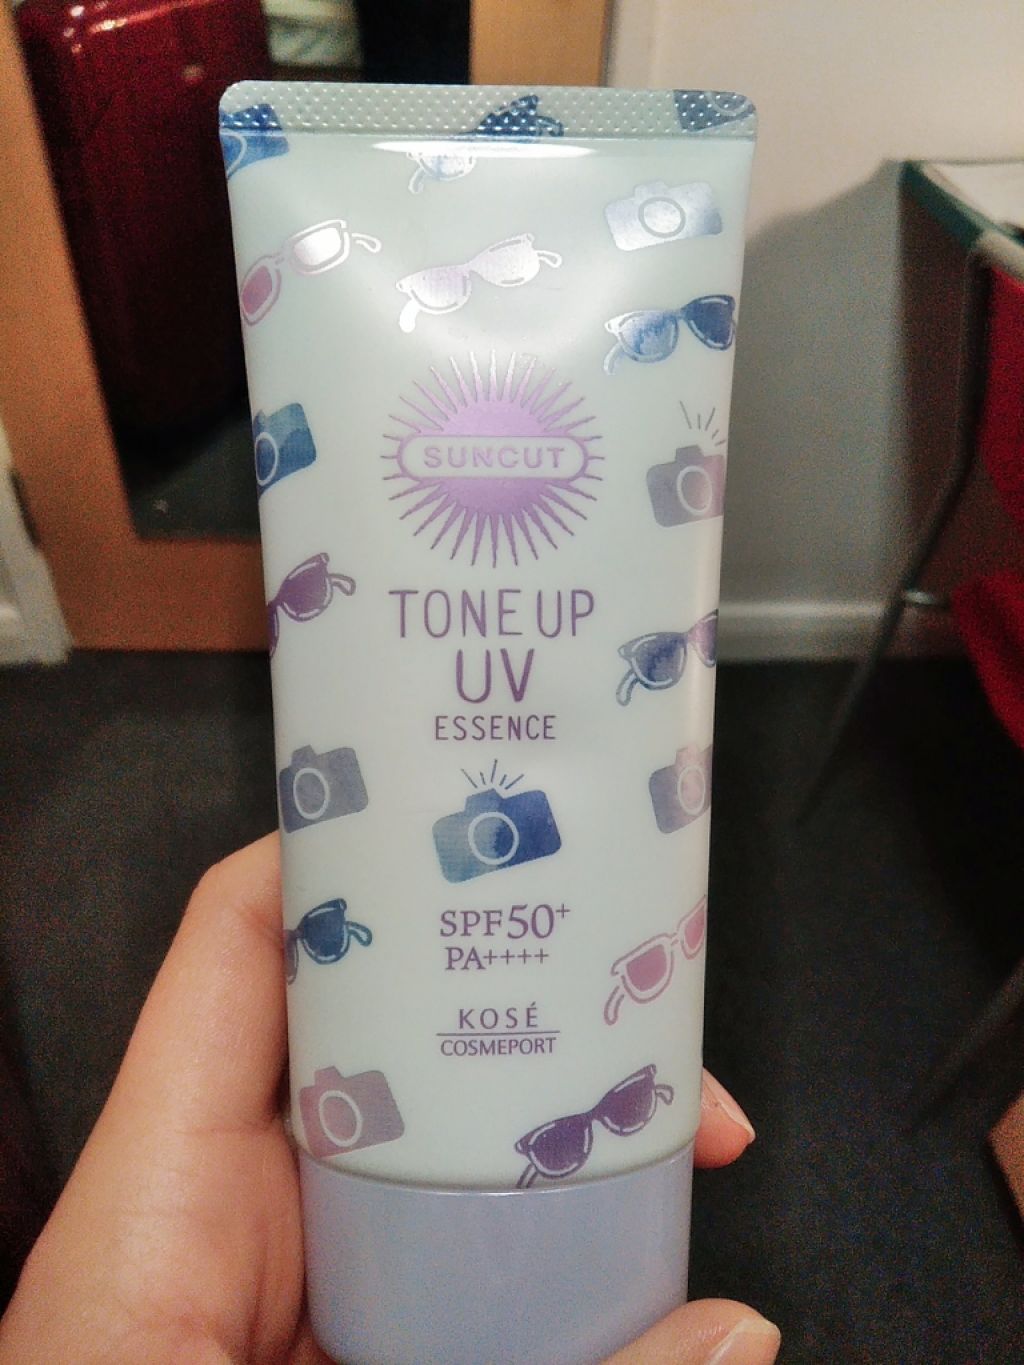 SUNCUT
TONE UP
UV
ESSENCE
SPF50+
PA++++
KOSÉ
COSMEPORT